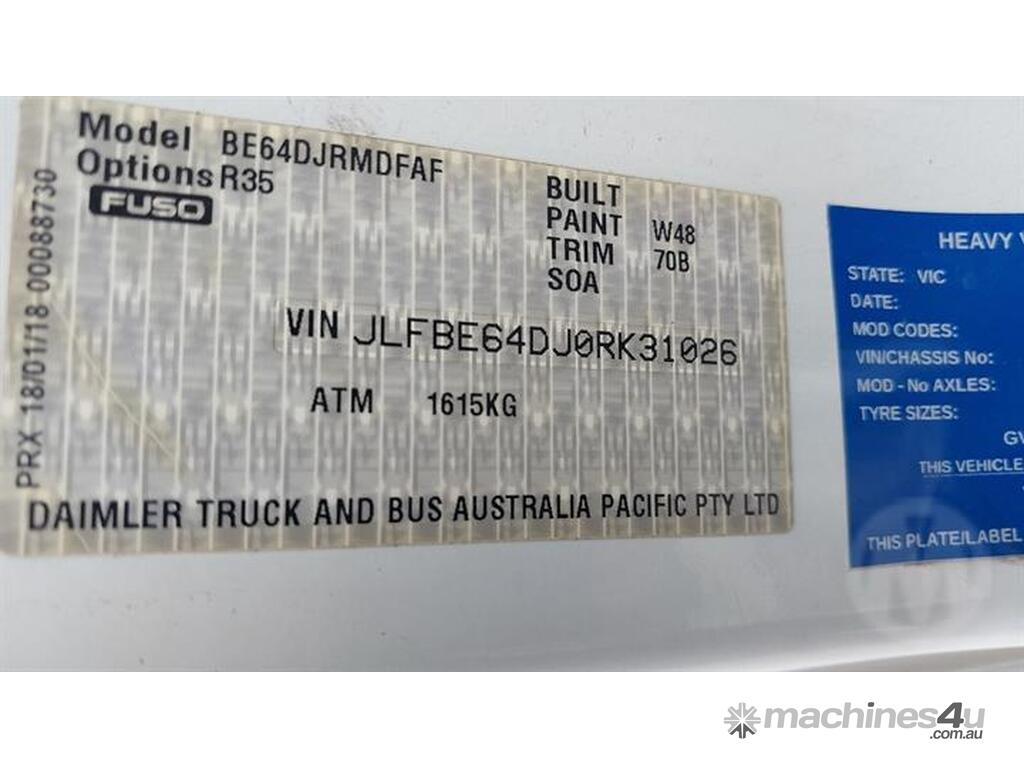 Model BE64DJRMDFAF
Options R35
FUSO
BUILT
PAINT W48
TRIM 70B
SOA
VIN JLFBE64DJ0RK31026
ATM 1615KG
DAIMLER TRUCK AND BUS AUSTRALIA PACIFIC PTY LTD
PRX 18/01/18 00088730
HEAVY
STATE: VIC
DATE:
MOD CODES:
VIN/CHASSIS No:
MOD - No AXLES:
TYRE SIZES:
THIS VEHICLE
THIS PLATE/LABEL
machines4u
.com.au